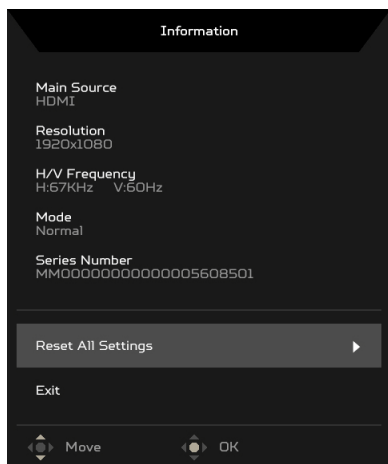 Information
Main Source
HDMI
Resolution
1920x1080
H/V Frequency
H:67KHz V:60Hz
Mode
Normal
Series Number
MM00000000000005608501
Reset All Settings
Exit
Move OK